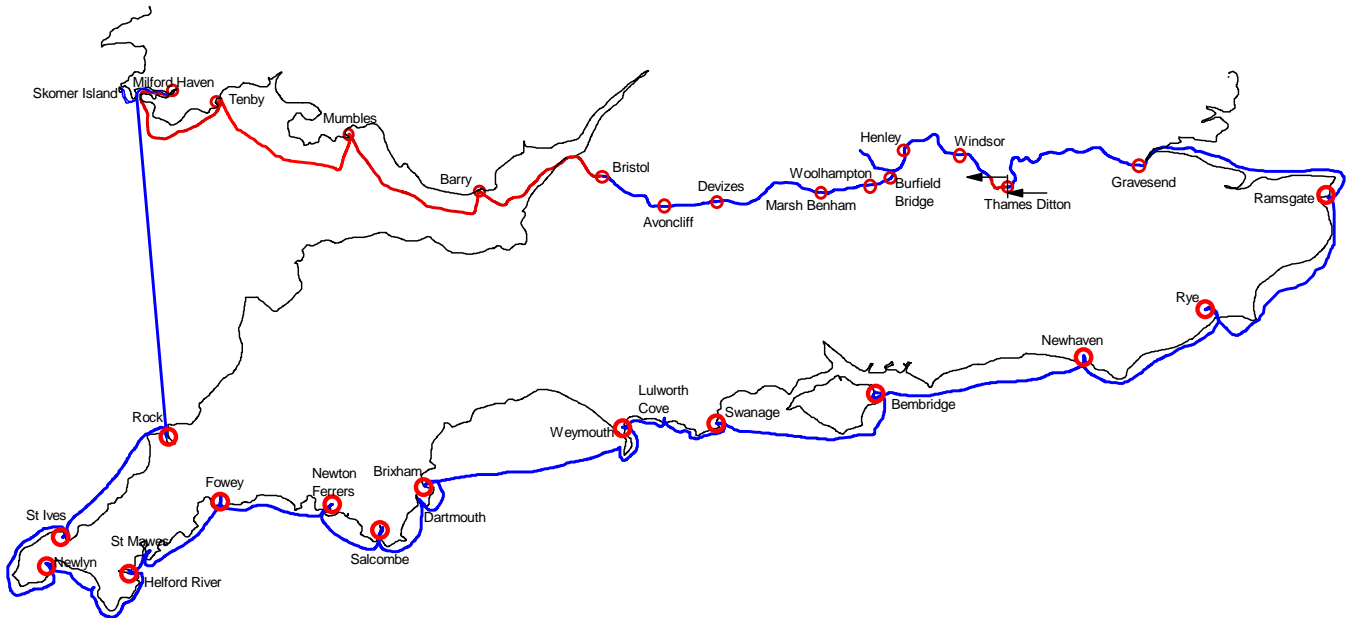 Milford Haven
Skomer Island
Tenby
Mumbles
Henley
Windsor
Bristol
Barry
Devizes
Woolhampton
Burfield
Bridge
Gravesend
Marsh Benham
Thames Ditton
Ramsgate
Avoncliff
Rye
Newhaven
Lulworth
Cove
Swanage
Bembridge
Rock
Weymouth
Brixham
Newton
Ferrers
Fowey
Dartmouth
St Ives
St Mawes
Salcombe
Newlyn
Helford River